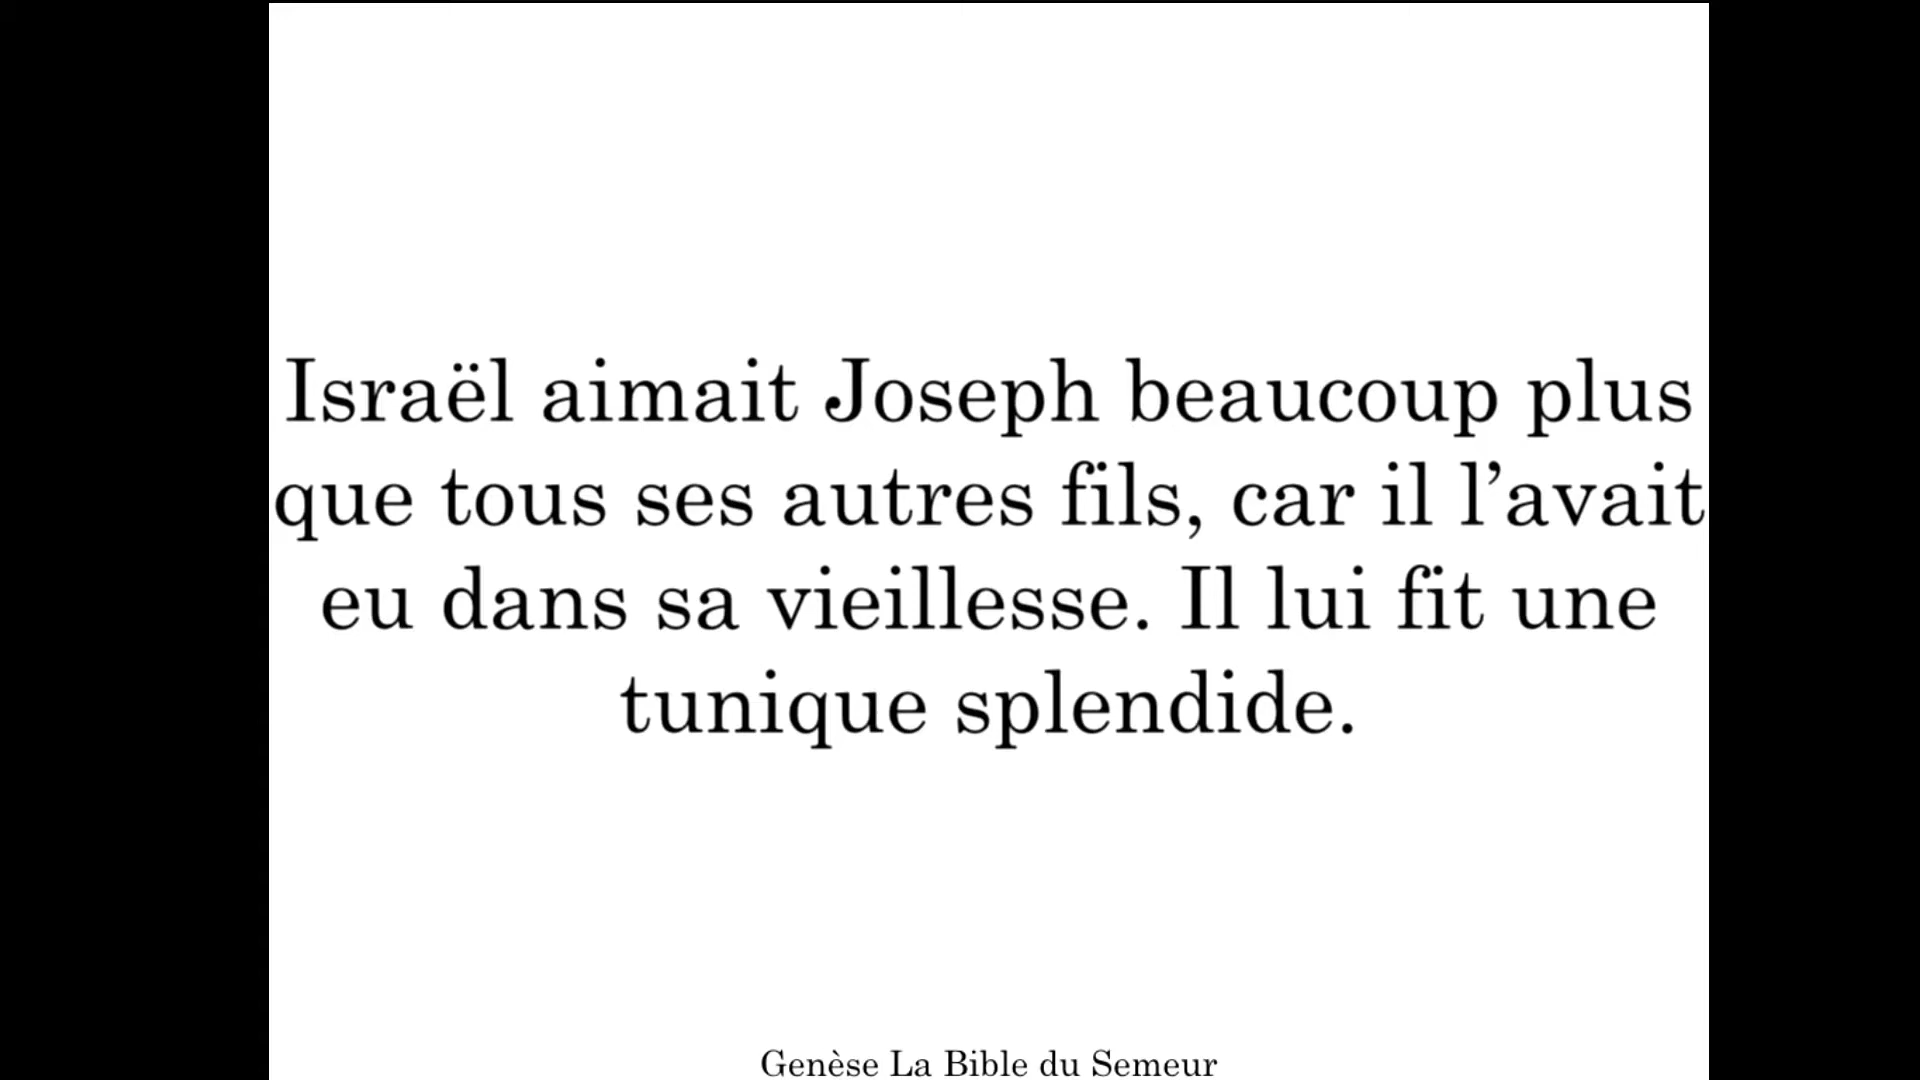 Israël aimait Joseph beaucoup plus
que tous ses autres fils, car il l’avait
eu dans sa vieillesse. Il lui fit une
tunique splendide.
Genèse La Bible du Semeur